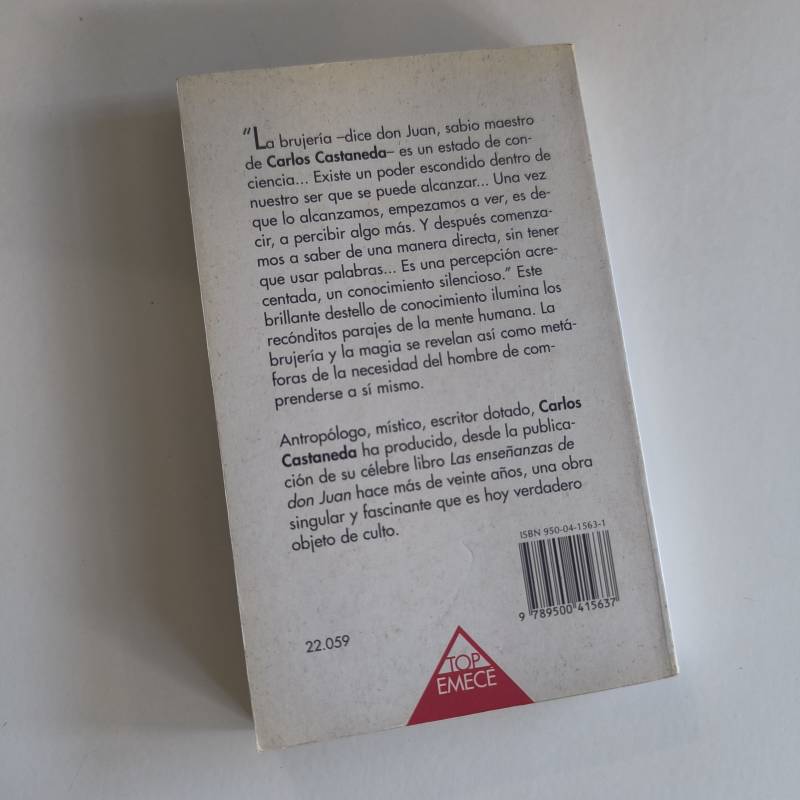 "La brujería –dice don Juan, sabio maestro
de Carlos Castaneda– es un estado de con-
ciencia... Existe un poder escondido dentro de
nuestro ser que se puede alcanzar... Una vez
que lo alcanzamos, empezamos a ver, es de-
cir, a percibir algo más. Y después comenza-
mos a saber de una manera directa, sin tener
que usar palabras... Es una percepción acre-
centada, un conocimiento silencioso." Este
brillante destello de conocimiento ilumina los
recónditos parajes de la mente humana. La
brujería y la magia se revelan así como metá-
foras de la necesidad del hombre de com-
prenderse a sí mismo.
Antropólogo, místico, escritor dotado, Carlos
Castaneda ha producido, desde la publica-
ción de su célebre libro Las enseñanzas de
don Juan hace más de veinte años, una obra
singular y fascinante que es hoy verdadero
objeto de culto.
ISBN 950-04-1563-1
9 789500 415637
22.059
TOP
EMECÉ